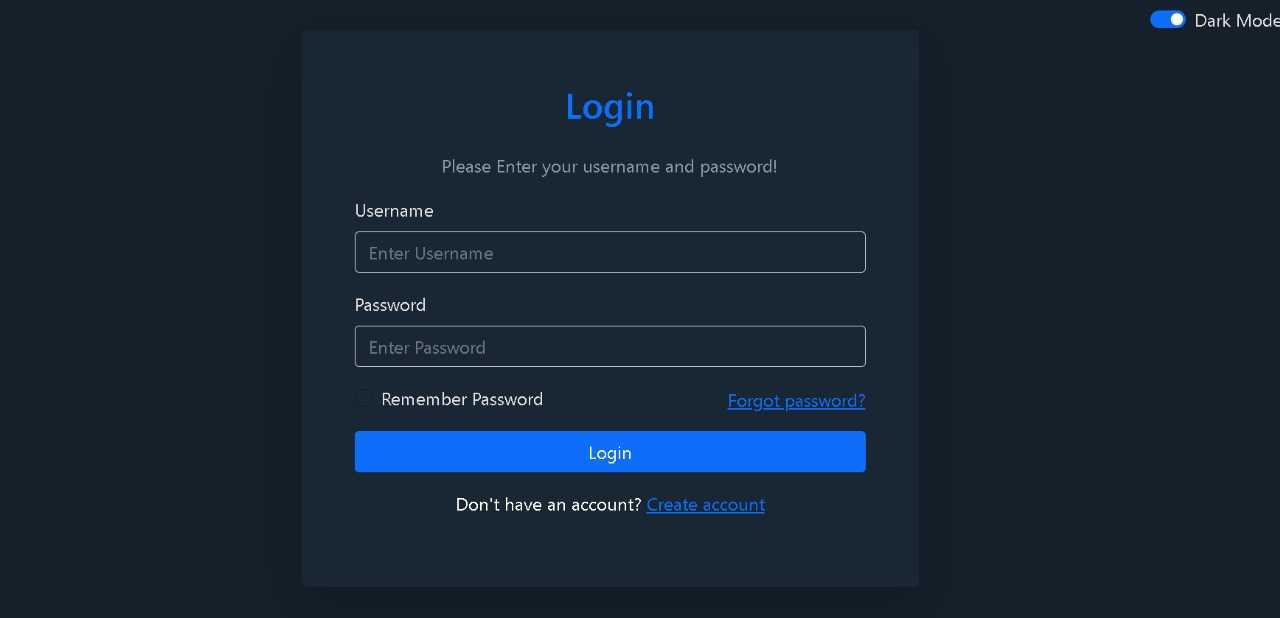 Dark Mode
Login
Please Enter your username and password!
Username
Enter Username
Password
Enter Password
Remember Password Forgot password?
Login
Don't have an account? Create account